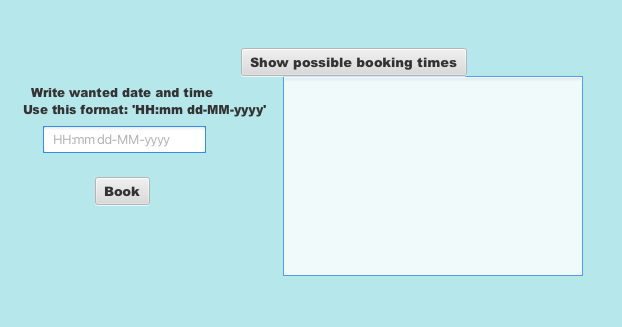 Show possible booking times
Write wanted date and time
Use this format: 'HH:mm dd-MM-yyyy'
HH:mm dd-MM-yyyy
Book